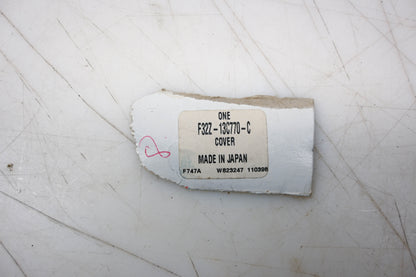 ONE
F32Z-13C770-C
COVER
MADE IN JAPAN
F747A W823247 110398